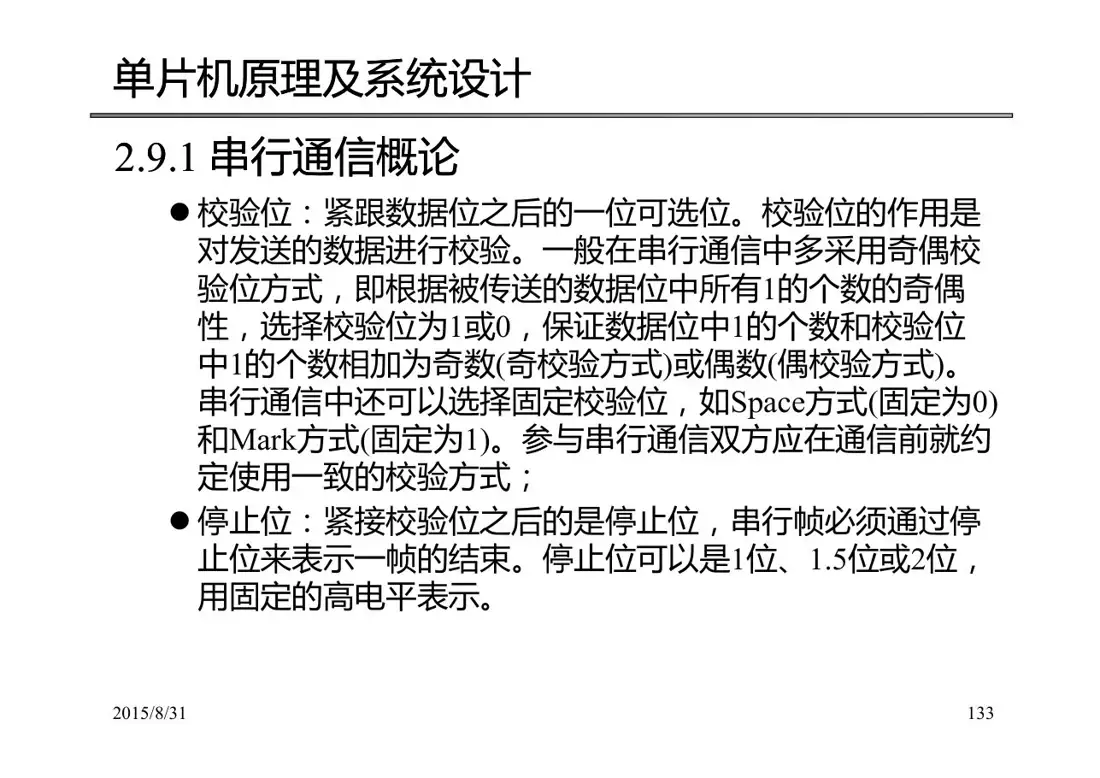 单片机原理及系统设计
2.9.1 串行通信概论
●校验位：紧跟数据位之后的一位可选位。校验位的作用是
对发送的数据进行校验。一般在串行通信中多采用奇偶校
验位方式，即根据被传送的数据位中所有1的个数的奇偶
性，选择校验位为1或0，保证数据位中1的个数和校验位
中1的个数相加为奇数(奇校验方式)或偶数(偶校验方式)。
串行通信中还可以选择固定校验位，如Space方式(固定为0)
和Mark方式(固定为1)。参与串行通信双方应在通信前就约
定使用一致的校验方式；
●停止位：紧接校验位之后的是停止位，串行帧必须通过停
止位来表示一帧的结束。停止位可以是1位、1.5位或2位，
用固定的高电平表示。
2015/8/31
133